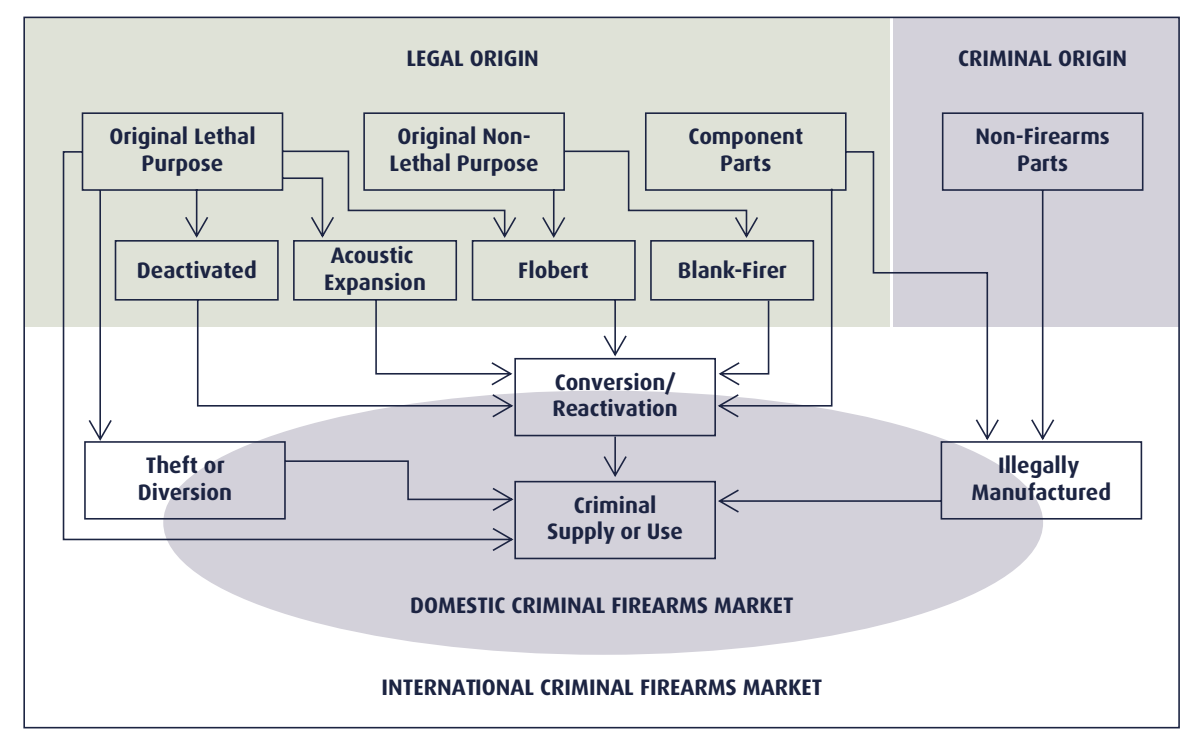 LEGAL ORIGIN
CRIMINAL ORIGIN
Original Lethal
Purpose
Original Non-
Lethal Purpose
Component
Parts
Non-Firearms
Parts
Deactivated
Acoustic
Expansion
Flobert
Blank-Firer
Conversion/
Reactivation
Theft or
Diversion
Criminal
Supply or Use
Illegally
Manufactured
DOMESTIC CRIMINAL FIREARMS MARKET
INTERNATIONAL CRIMINAL FIREARMS MARKET